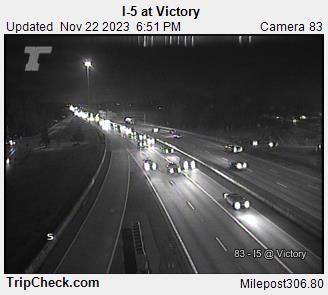 I-5 at Victory
Updated Nov 22 2023 6:51 PM Camera 83
T
S
83 - I5 @ Victory
TripCheck.com Milepost306.80